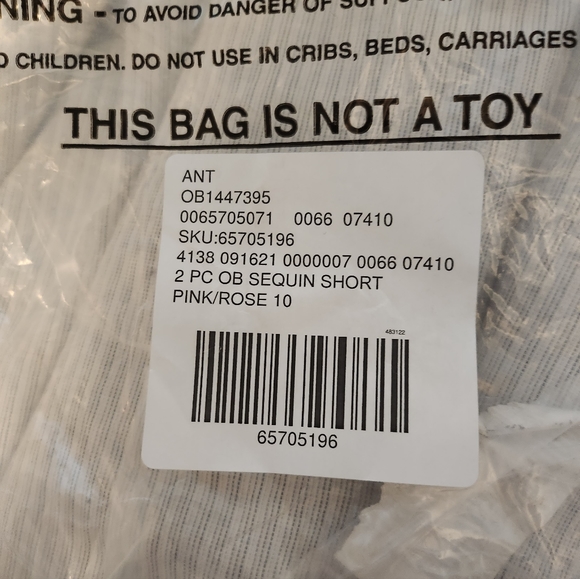 NING - TO AVOID DANGER OF
O CHILDREN. DO NOT USE IN CRIBS, BEDS, CARRIAGES
THIS BAG IS NOT A TOY
ANT
OB1447395
0065705071 0066 07410
SKU:65705196
4138 091621 0000007 0066 07410
2 PC OB SEQUIN SHORT
PINK/ROSE 10
483122
65705196